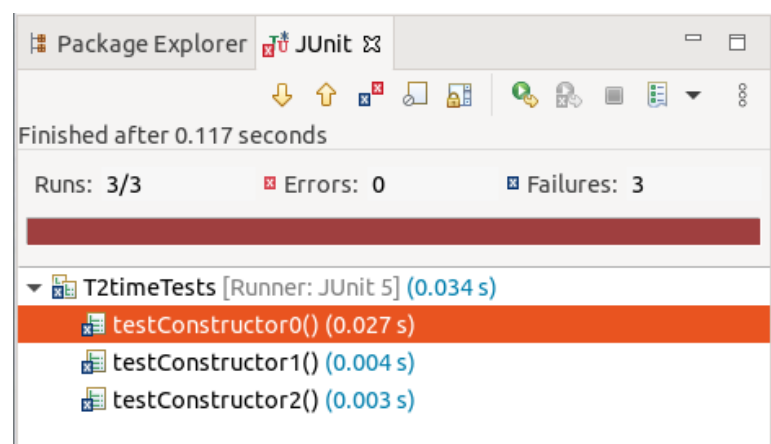 Package Explorer JUnit
Finished after 0.117 seconds
Runs: 3/3 Errors: 0 Failures: 3
T2timeTests [Runner: JUnit 5] (0.034 s)
testConstructor0() (0.027 s)
testConstructor1() (0.004 s)
testConstructor2() (0.003 s)